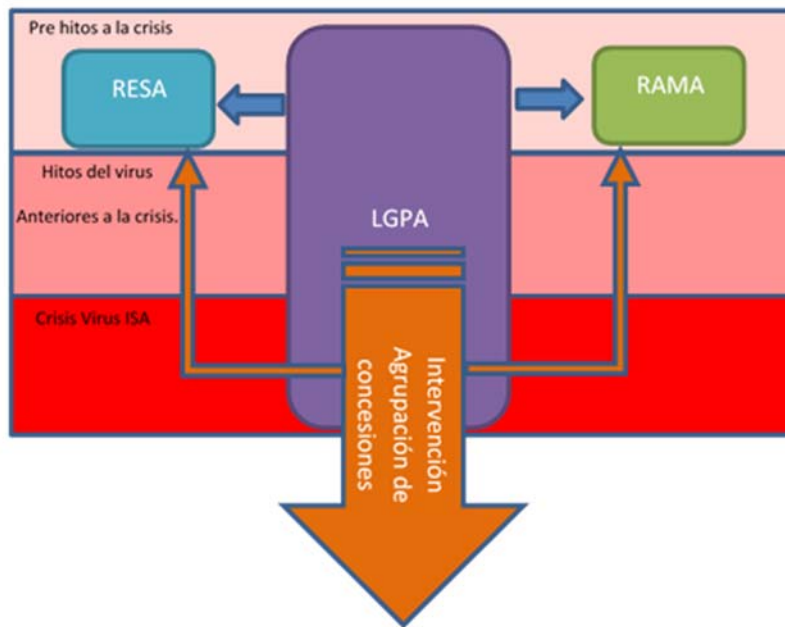 Pre hitos a la crisis
RESA
RAMA
Hitos del virus
Anteriores a la crisis.
LGPA
Crisis Virus ISA
Intervención
Agrupación de
concesiones